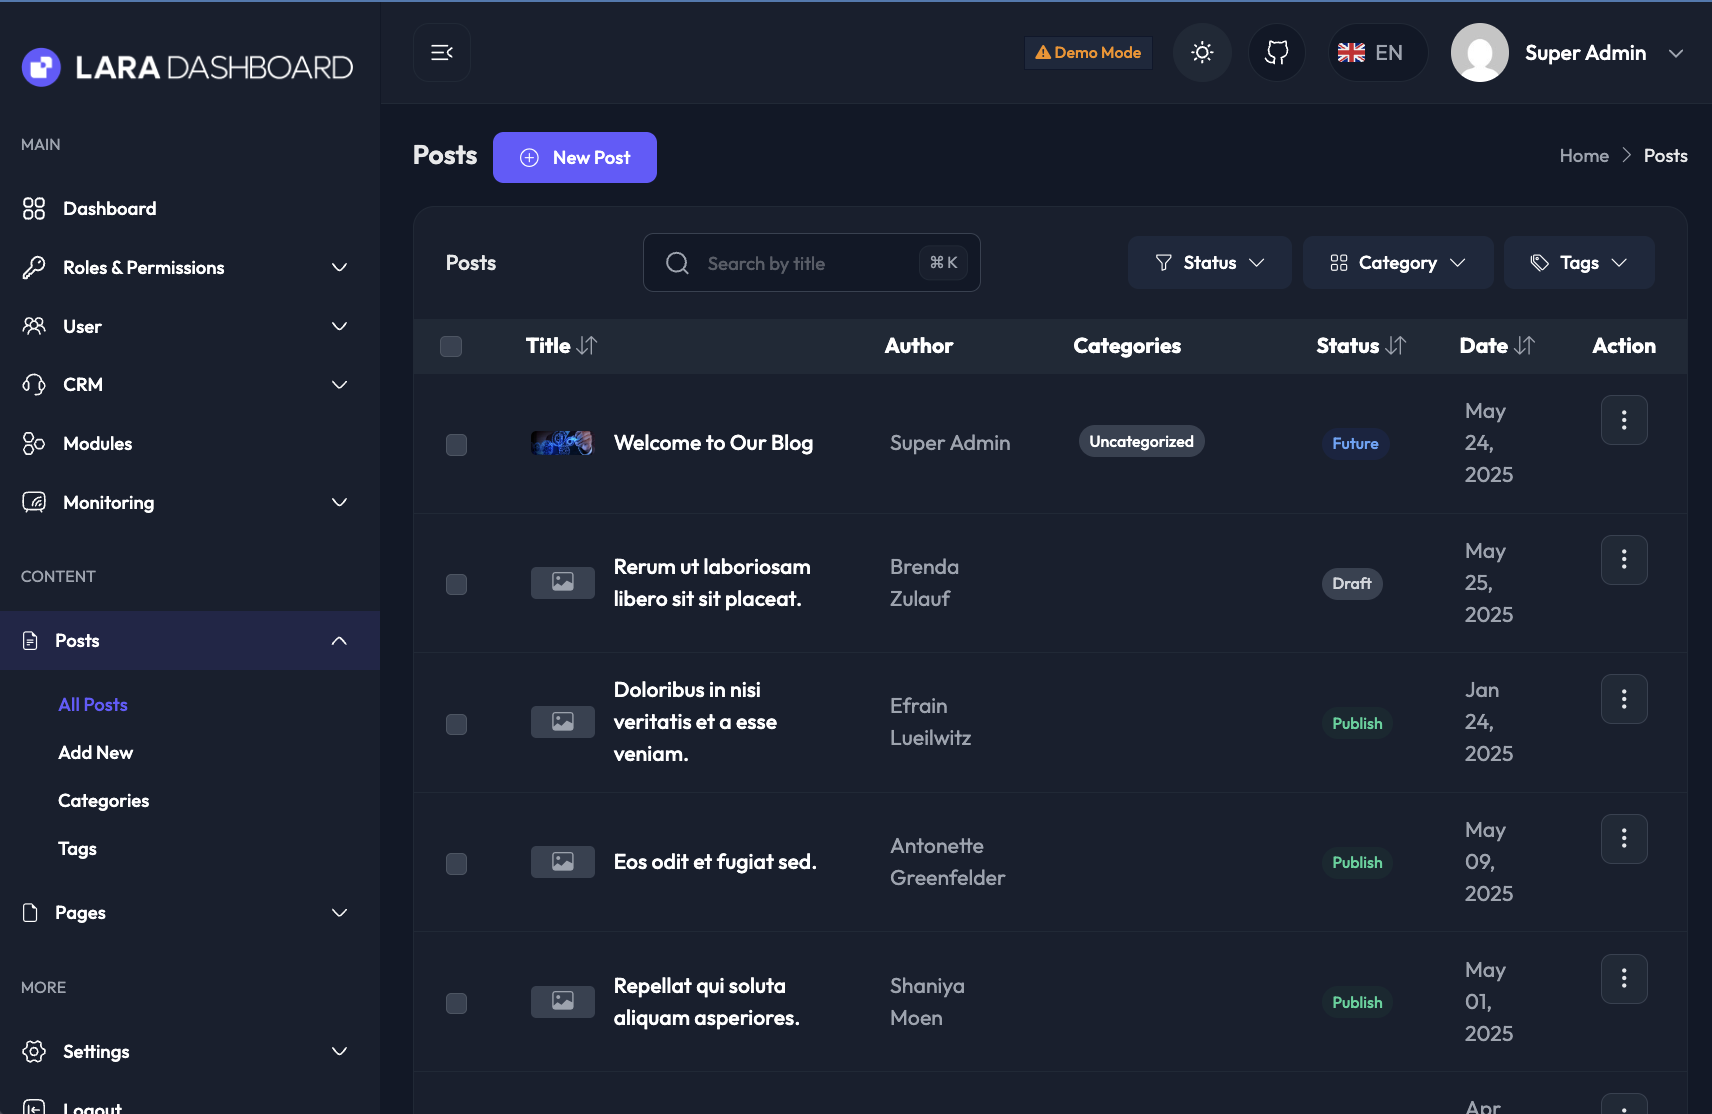 LARA DASHBOARD
Demo Mode
EN
Super Admin
MAIN
Dashboard
Roles & Permissions
User
CRM
Modules
Monitoring
CONTENT
Posts
All Posts
Add New
Categories
Tags
Pages
MORE
Settings
Logout
Posts
New Post
Home
Posts
Posts
Search by title
⌘ K
Status
Category
Tags
Title
Author
Categories
Status
Date
Action
Welcome to Our Blog
Super Admin
Uncategorized
Future
May
24,
2025
Rerum ut laboriosam
libero sit sit placeat.
Brenda
Zulauf
Draft
May
25,
2025
Doloribus in nisi
veritatis et a esse
veniam.
Efrain
Lueilwitz
Publish
Jan
24,
2025
Eos odit et fugiat sed.
Antonette
Greenfelder
Publish
May
09,
2025
Repellat qui soluta
aliquam asperiores.
Shaniya
Moen
Publish
May
01,
2025
Apr